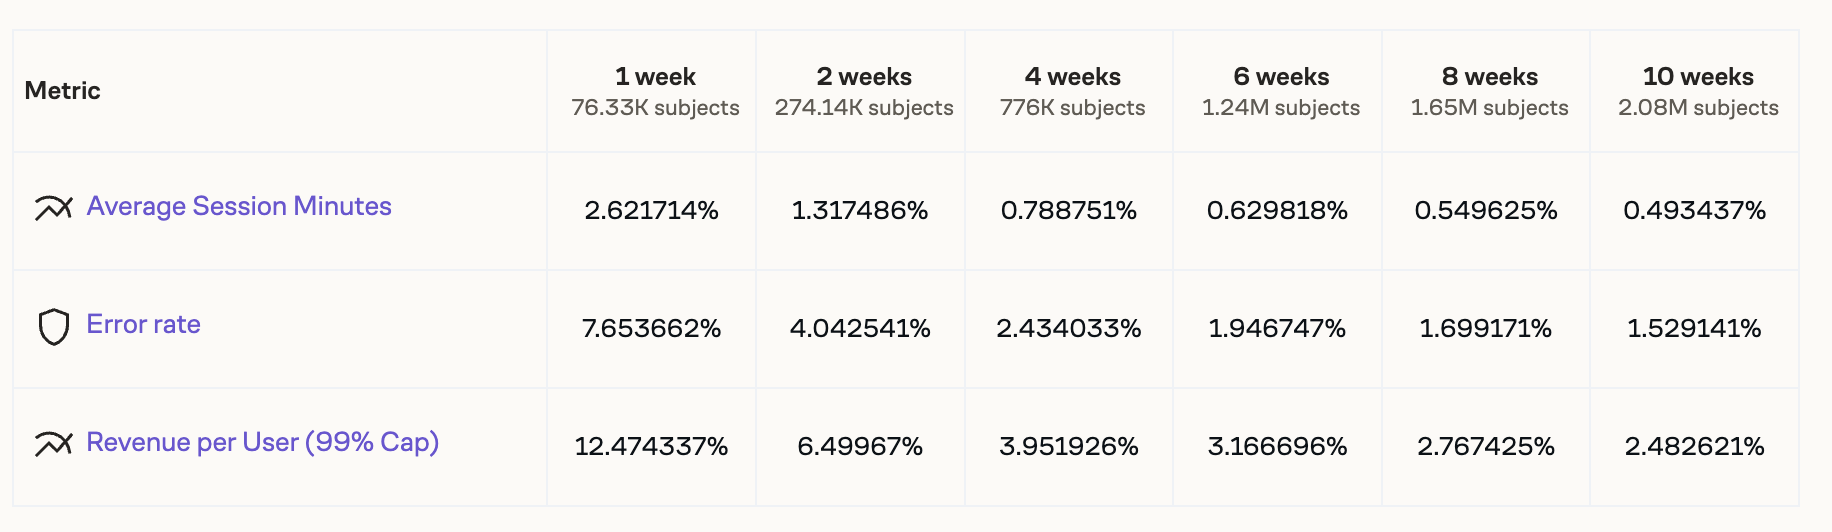 Metric
1 week
76.33K subjects
2 weeks
274.14K subjects
4 weeks
776K subjects
6 weeks
1.24M subjects
8 weeks
1.65M subjects
10 weeks
2.08M subjects
Average Session Minutes
2.621714%
1.317486%
0.788751%
0.629818%
0.549625%
0.493437%
Error rate
7.653662%
4.042541%
2.434033%
1.946747%
1.699171%
1.529141%
Revenue per User (99% Cap)
12.474337%
6.49967%
3.951926%
3.166696%
2.767425%
2.482621%